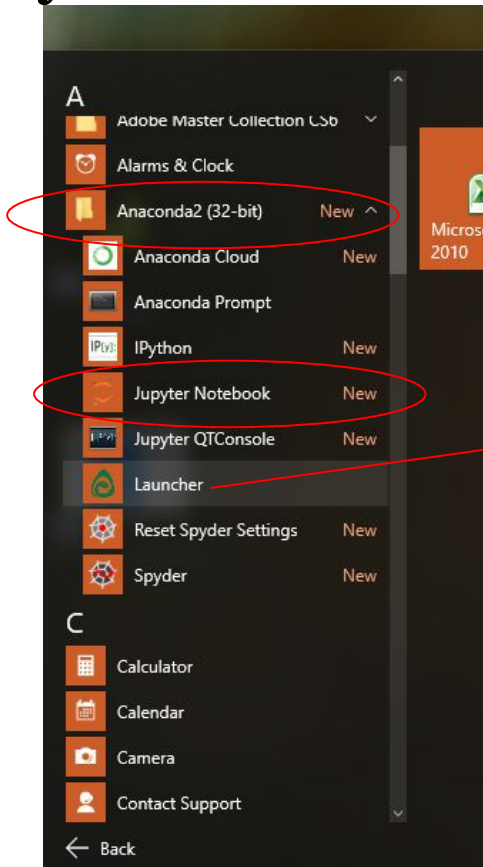 A
Adobe Master Collection CS6
Alarms & Clock
Anaconda2 (32-bit) New
Anaconda Cloud New
Anaconda Prompt
IP[y]: IPython New
Jupyter Notebook New
Jupyter QTConsole New
Launcher
Reset Spyder Settings New
Spyder New
C
Calculator
Calendar
Camera
Contact Support
Back
2010